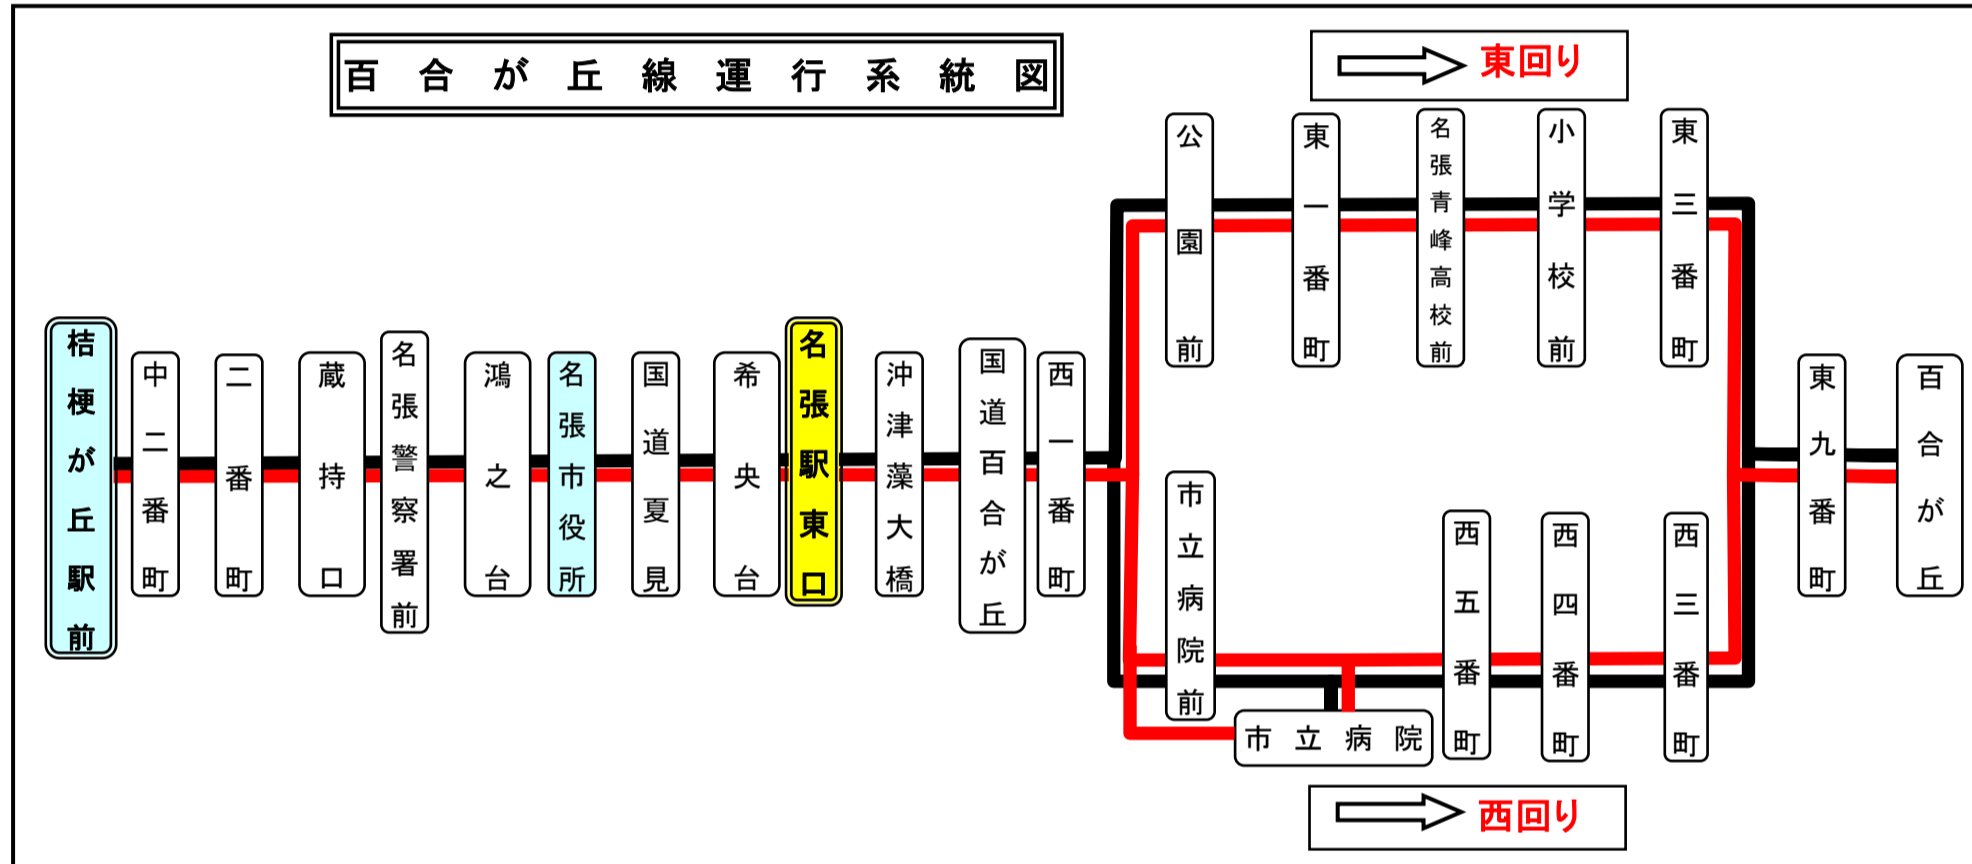 百合が丘線運行系統図
東回り
公園前
東一番町
名張青峰高校前
小学校前
東三番町
桔梗が丘駅前
中二番町
二番町
蔵持口
名張警察署前
鴻之台
名張市役所
国道夏見
希央台
名張駅東口
沖津藻大橋
国道百合が丘
西一番町
東九番町
百合が丘
市立病院前
市立病院
西五番町
西四番町
西三番町
西回り